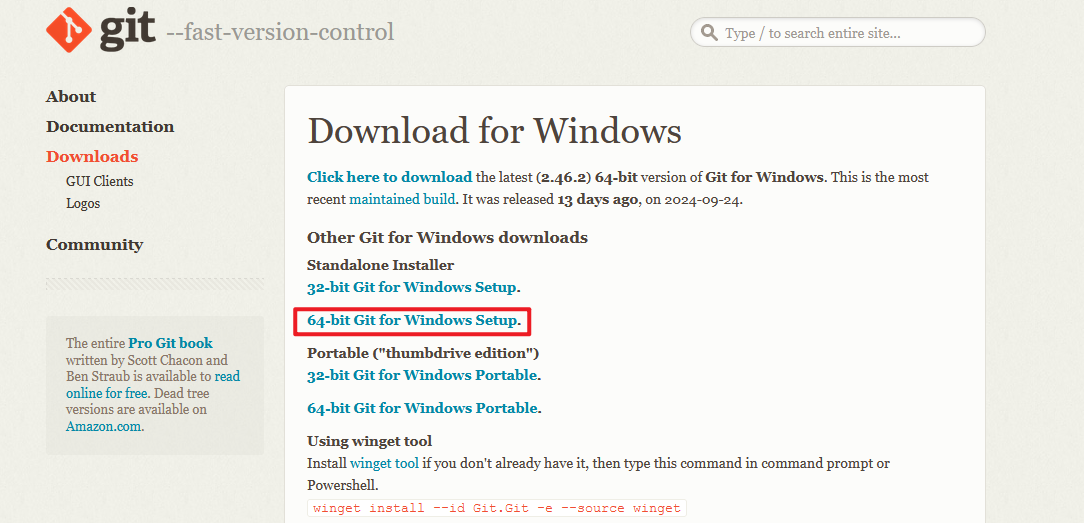 git --fast-version-control
Type / to search entire site...
About
Documentation
Downloads
GUI Clients
Logos
Community
The entire Pro Git book
written by Scott Chacon and
Ben Straub is available to read
online for free. Dead tree
versions are available on
Amazon.com.
Download for Windows
Click here to download the latest (2.46.2) 64-bit version of Git for Windows. This is the most
recent maintained build. It was released 13 days ago, on 2024-09-24.
Other Git for Windows downloads
Standalone Installer
32-bit Git for Windows Setup.
64-bit Git for Windows Setup.
Portable ("thumbdrive edition")
32-bit Git for Windows Portable.
64-bit Git for Windows Portable.
Using winget tool
Install winget tool if you don't already have it, then type this command in command prompt or
Powershell.
winget install --id Git.Git -e --source winget